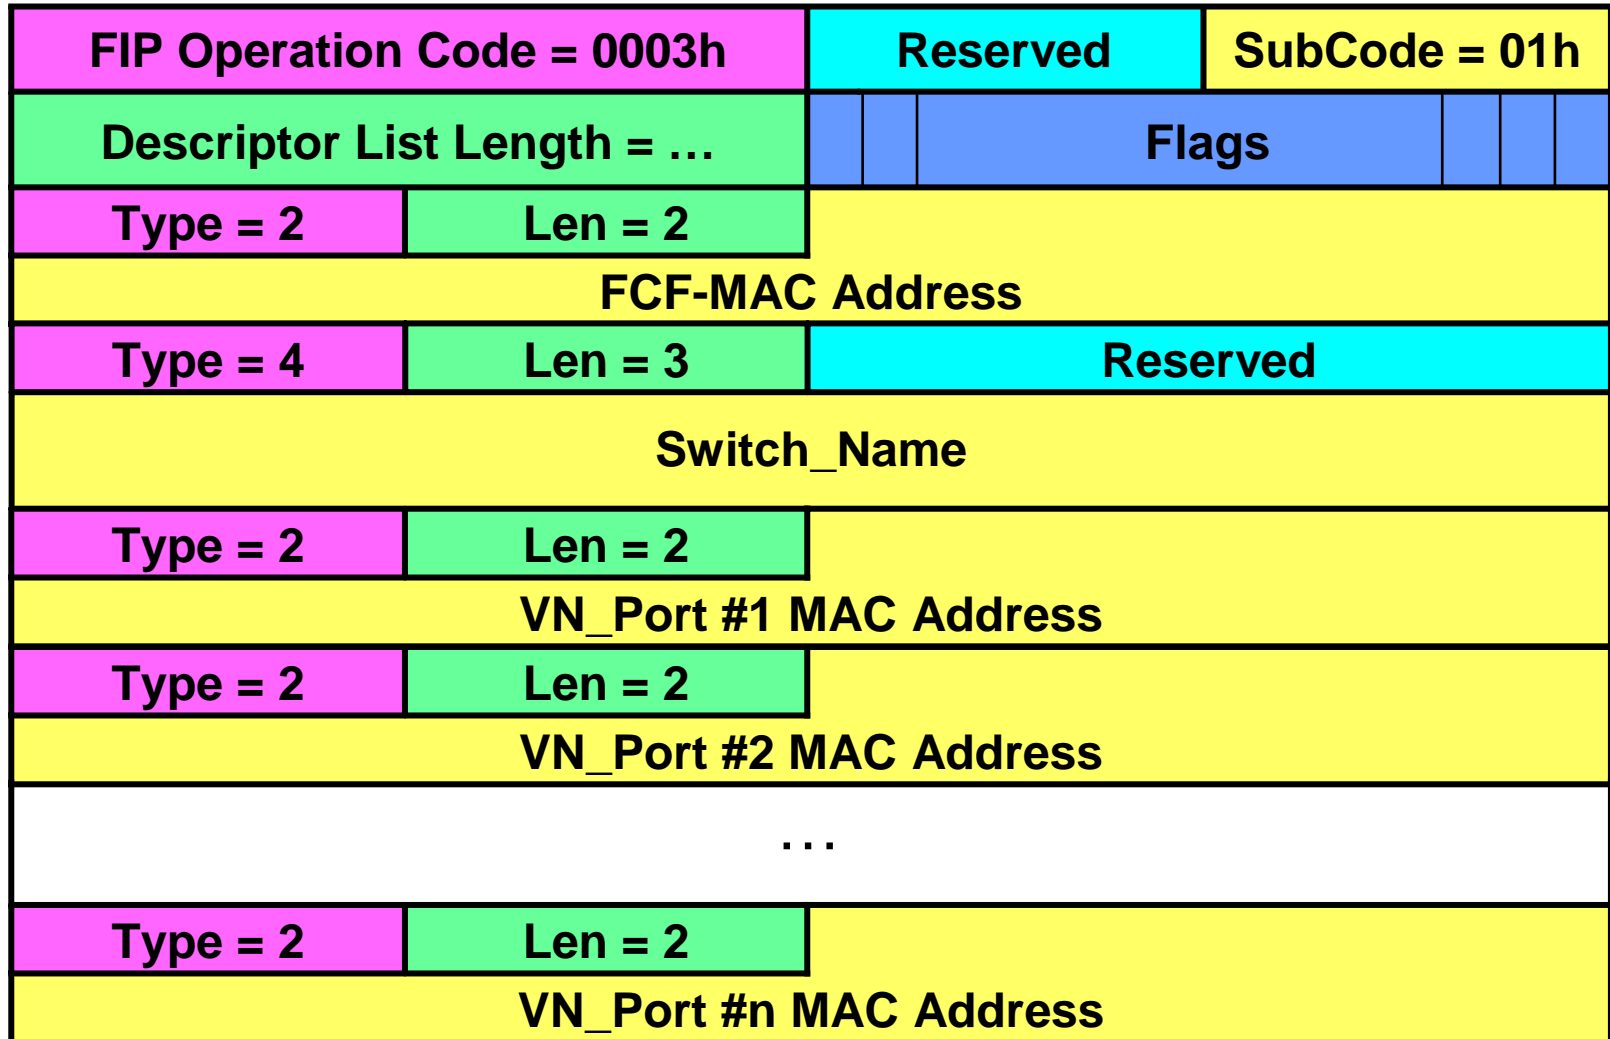 FIP Operation Code = 0003h Reserved SubCode = 01h
Descriptor List Length = … Flags
Type = 2 Len = 2
FCF-MAC Address
Type = 4 Len = 3 Reserved
Switch_Name
Type = 2 Len = 2
VN_Port #1 MAC Address
Type = 2 Len = 2
VN_Port #2 MAC Address
…
Type = 2 Len = 2
VN_Port #n MAC Address